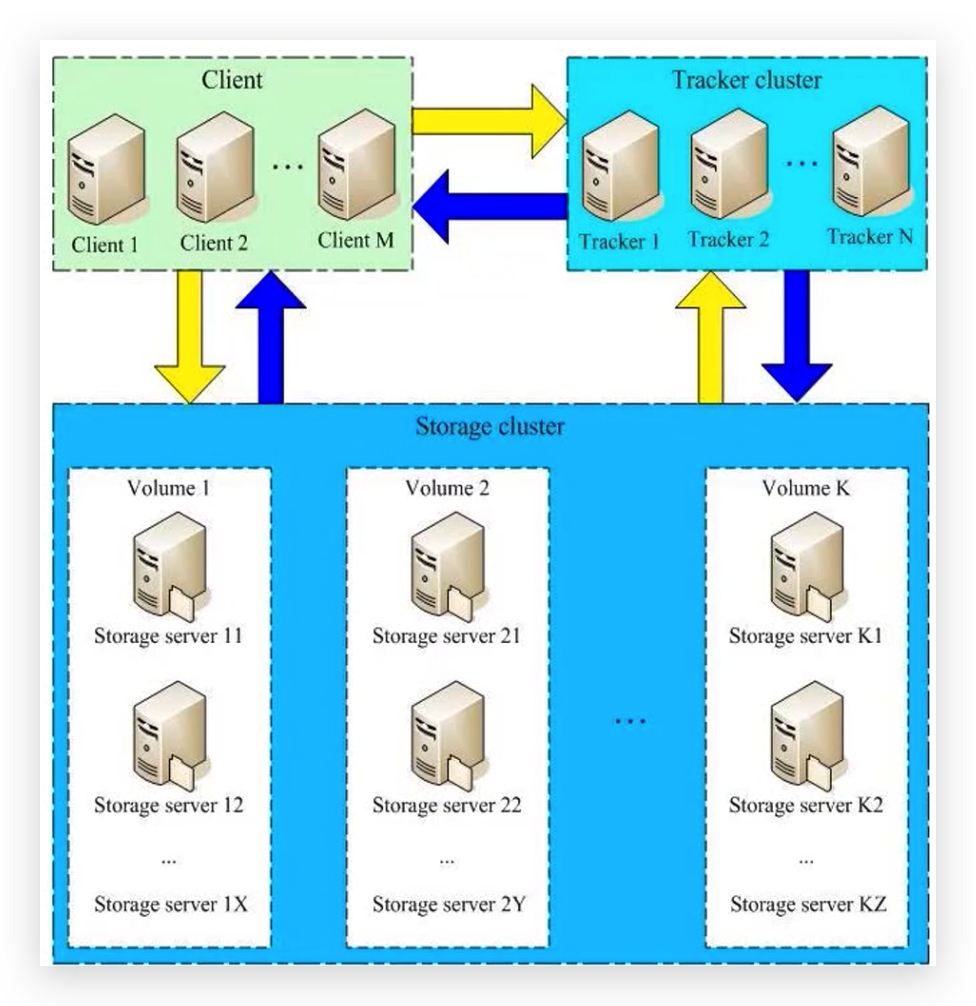 Client
Client 1
Client 2
...
Client M
Tracker cluster
Tracker 1
Tracker 2
...
Tracker N
Storage cluster
Volume 1
Storage server 11
Storage server 12
...
Storage server 1X
Volume 2
Storage server 21
Storage server 22
...
Storage server 2Y
...
Volume K
Storage server K1
Storage server K2
...
Storage server KZ